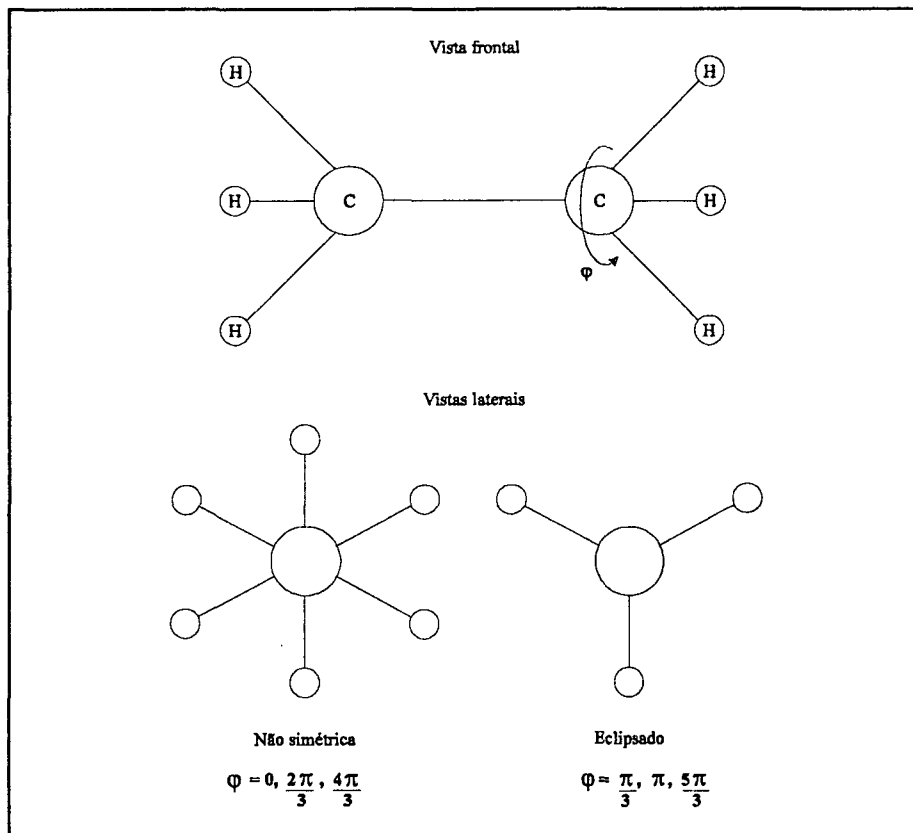 Vista frontal
H H
H C C H
φ
H H
Vistas laterais
Não simétrica Eclipsado
φ = 0, 2π/3, 4π/3 φ = π/3, π, 5π/3